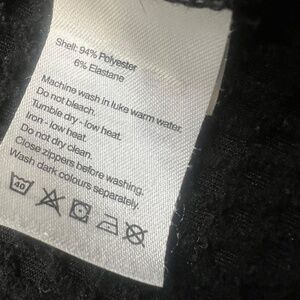 Shell: 94% Polyester
6% Elastane
Machine wash in luke warm water.
Do not bleach.
Tumble dry - low heat.
Iron - low heat.
Do not dry clean.
Close zippers before washing.
Wash dark colours separately.
40